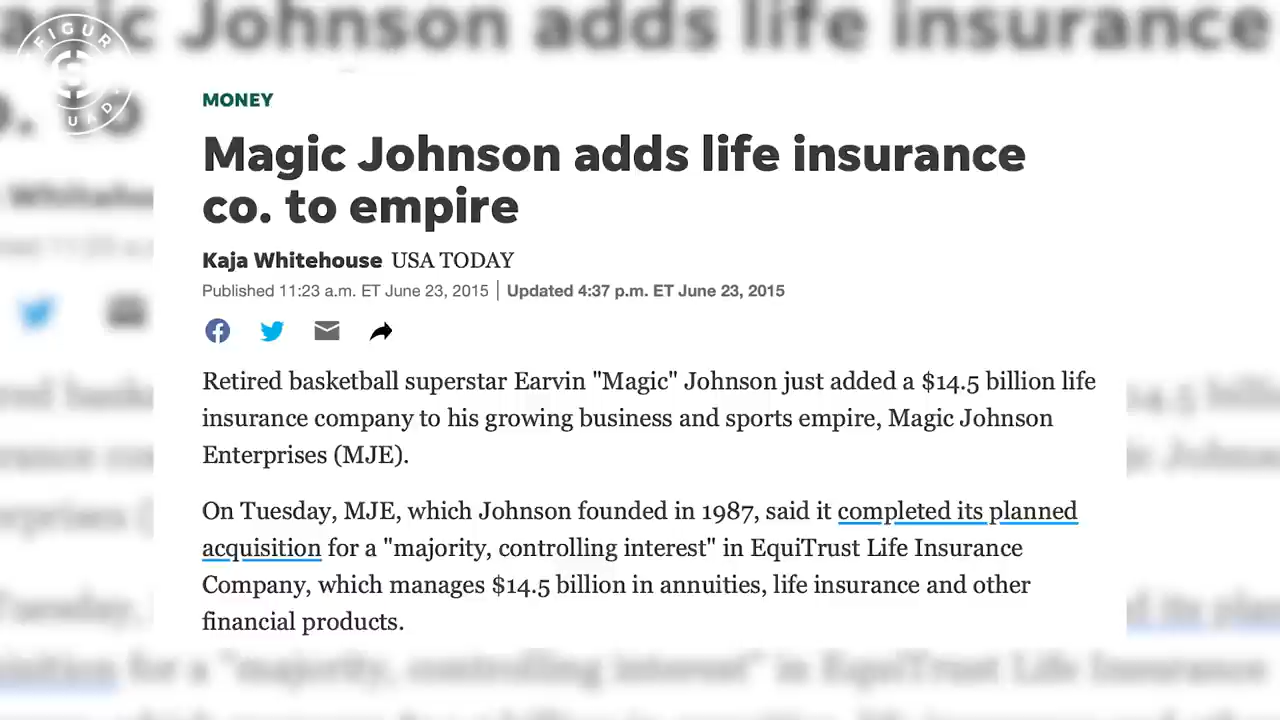 MONEY
Magic Johnson adds life insurance
co. to empire
Kaja Whitehouse USA TODAY
Published 11:23 a.m. ET June 23, 2015 | Updated 4:37 p.m. ET June 23, 2015
Retired basketball superstar Earvin "Magic" Johnson just added a $14.5 billion life
insurance company to his growing business and sports empire, Magic Johnson
Enterprises (MJE).
On Tuesday, MJE, which Johnson founded in 1987, said it completed its planned
acquisition for a "majority, controlling interest" in EquiTrust Life Insurance
Company, which manages $14.5 billion in annuities, life insurance and other
financial products.